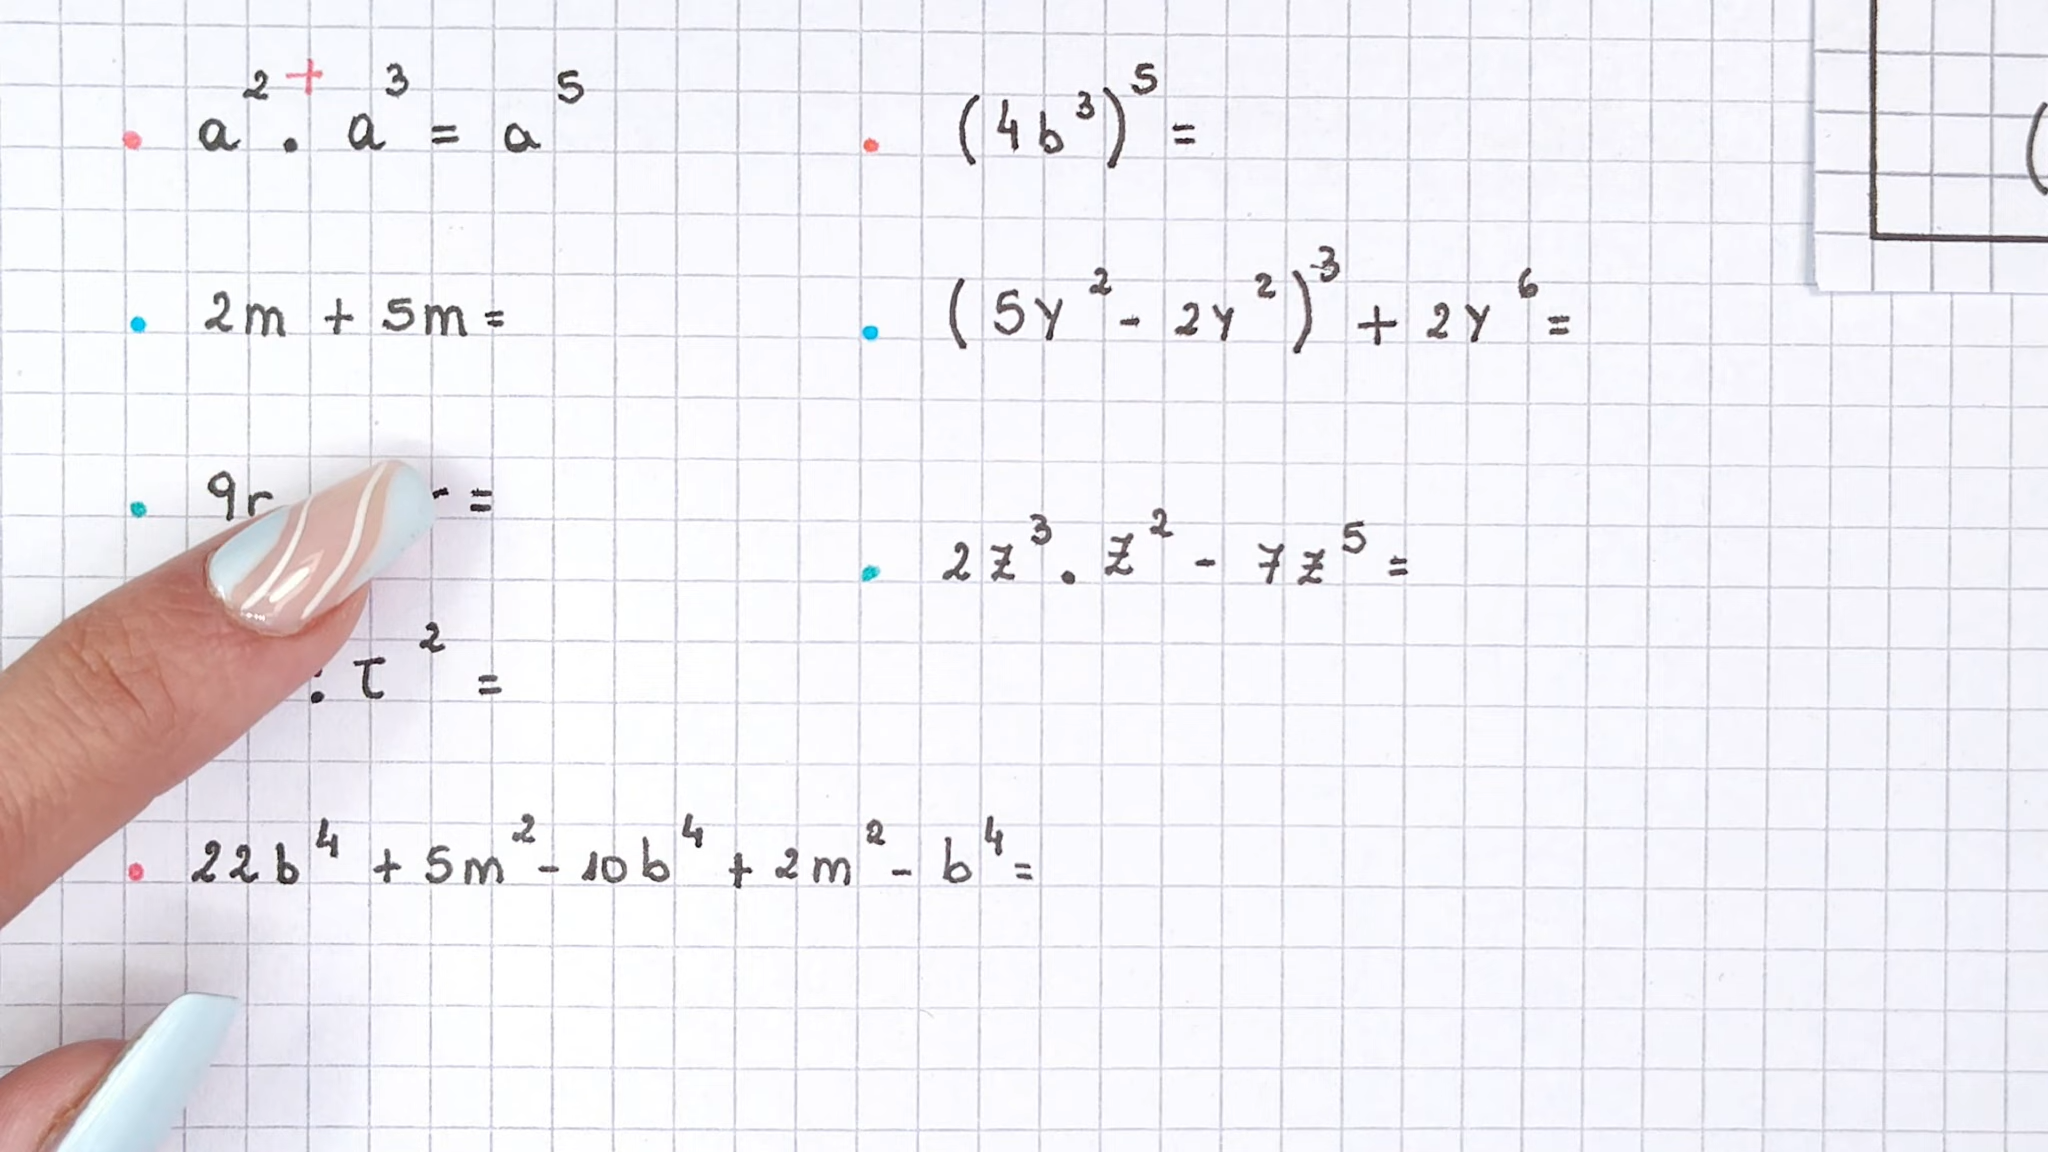 a² + a³ = a⁵
2m + 5m =
9r =
: τ² =
22b⁴ + 5m² - 10b⁴ + 2m² - b⁴ =
(4b³)⁵ =
(5y² - 2y²)³ + 2y⁶ =
2z³ . z² - 7z⁵ =
(